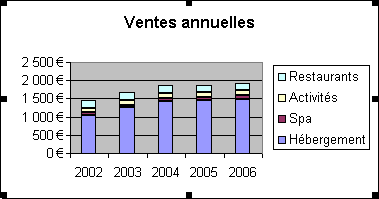 Ventes annuelles
2 500 €
2 000 €
1 500 €
1 000 €
500 €
0 €
2002 2003 2004 2005 2006
Restaurants
Activités
Spa
Hébergement